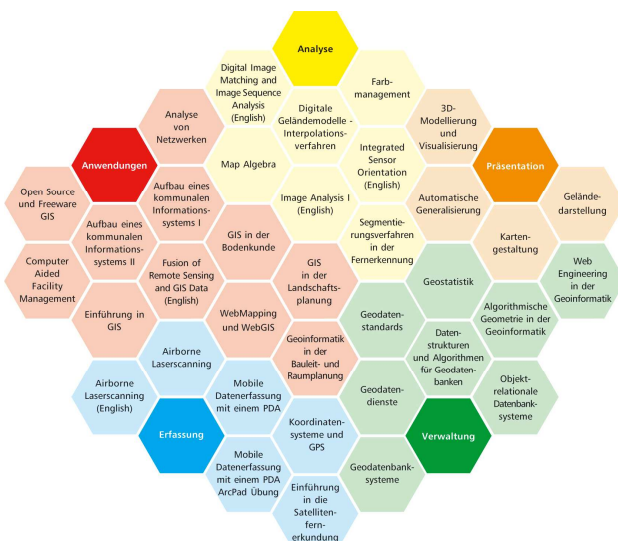 Analyse
Digital Image
Matching and
Image Sequence
Analysis
(English)
Farb-
management
Analyse
von
Netzwerken
Digitale
Geländemodelle -
Interpolations-
verfahren
3D-
Modellierung
und
Visualisierung
Anwendungen
Map Algebra
Integrated
Sensor
Orientation
(English)
Präsentation
Open Source
und Freeware
GIS
Aufbau eines
kommunalen
Informations-
systems I
Image Analysis I
(English)
Automatische
Generalisierung
Gelände-
darstellung
Aufbau eines
kommunalen
Informations-
systems II
GIS in der
Bodenkunde
Segmentie-
rungsverfahren
in der
Fernerkennung
Karten-
gestaltung
Computer
Aided
Facility
Management
Fusion of
Remote Sensing
and GIS Data
(English)
GIS
in der
Landschafts-
planung
Geostatistik
Web
Engineering
in der
Geoinformatik
Einführung in
GIS
WebMapping
und WebGIS
Geodaten-
standards
Algorithmische
Geometrie in der
Geoinformatik
Airborne
Laserscanning
Geoinformatik
in der
Bauleit- und
Raumplanung
Daten-
strukturen
und Algorithmen
für Geodaten-
banken
Airborne
Laserscanning
(English)
Mobile
Datenerfassung
mit einem PDA
Geodaten-
dienste
Objekt-
relationale
Datenbank-
systeme
Erfassung
Koordinaten-
systeme und
GPS
Verwaltung
Mobile
Datenerfassung
mit einem PDA
ArcPad Übung
Geodatenbank-
systeme
Einführung
in die
Satelliten-
fern-
erkundung